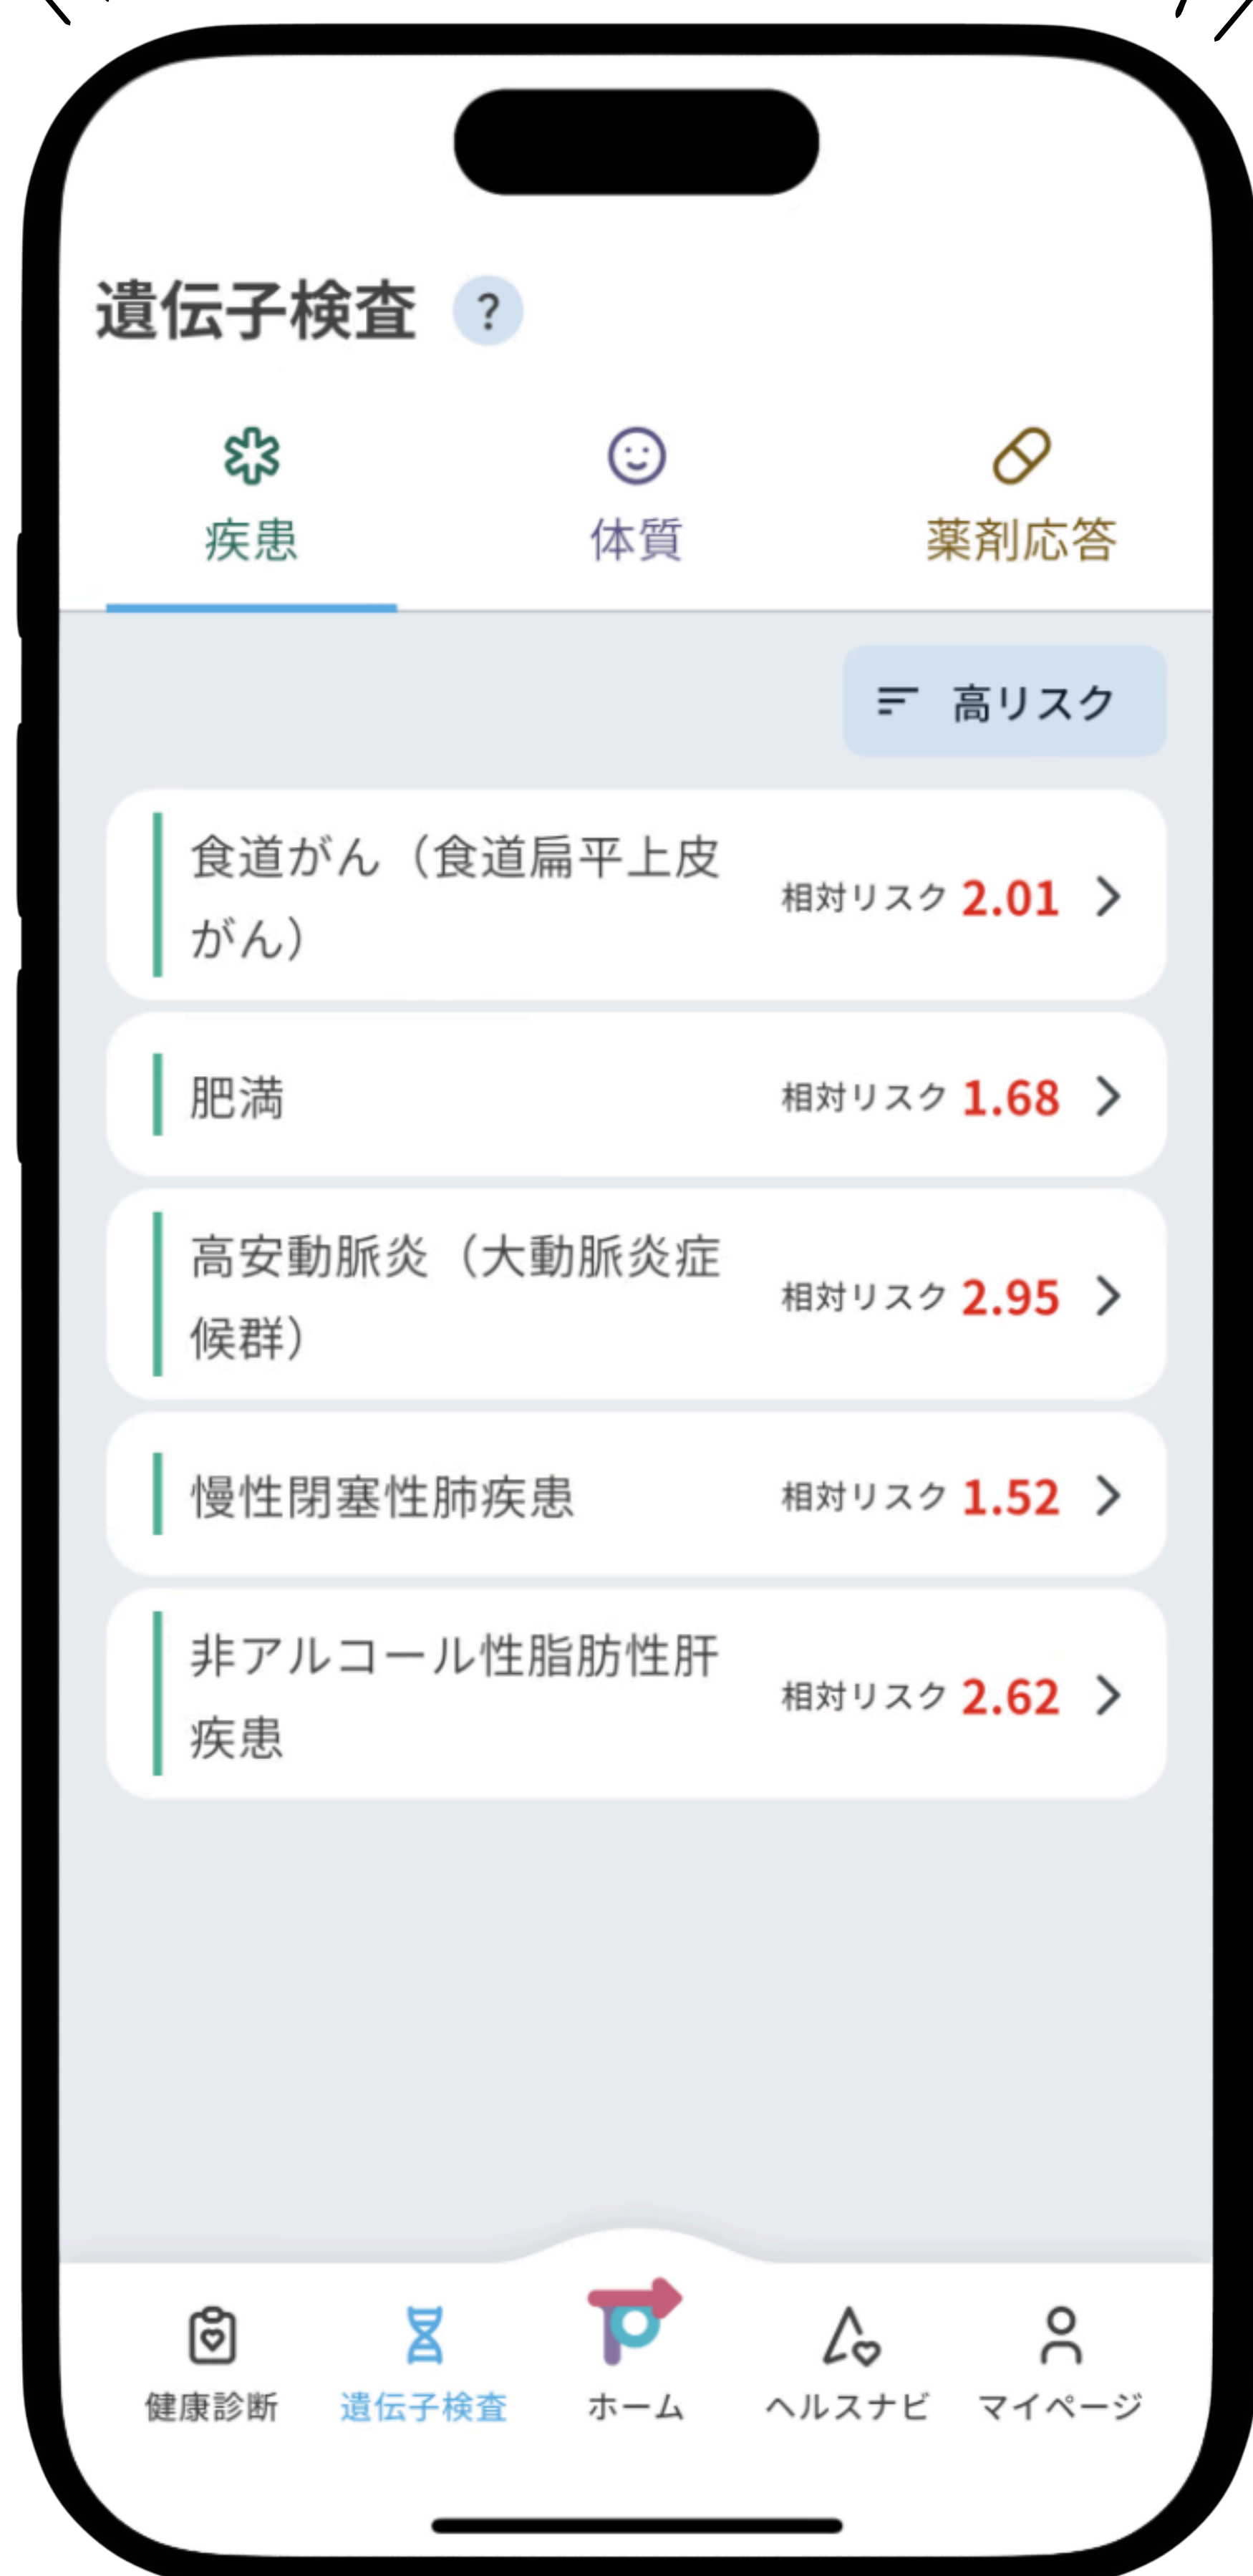 遺伝子検査 ?
疾患 体質 薬剤応答
高リスク
食道がん（食道扁平上皮
がん）
相対リスク 2.01
肥満 相対リスク 1.68
高安動脈炎（大動脈炎症
候群）
相対リスク 2.95
慢性閉塞性肺疾患 相対リスク 1.52
非アルコール性脂肪性肝
疾患
相対リスク 2.62
健康診断 遺伝子検査 ホーム ヘルスナビ マイページ